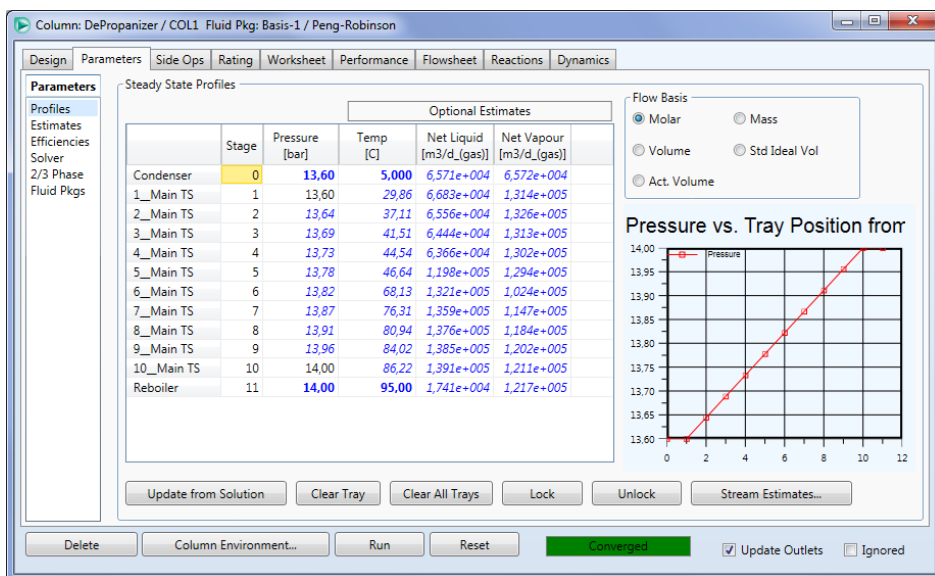 Column: DePropanizer / COL1 Fluid Pkg: Basis-1 / Peng-Robinson
Design Parameters Side Ops Rating Worksheet Performance Flowsheet Reactions Dynamics
Parameters
Profiles
Estimates
Efficiencies
Solver
2/3 Phase
Fluid Pkgs
Steady State Profiles
Optional Estimates
Stage Pressure [bar] Temp [C] Net Liquid [m3/d_(gas)] Net Vapour [m3/d_(gas)]
Condenser 0 13,60 5,000 6,571e+004 6,572e+004
1__Main TS 1 13,60 29,86 6,683e+004 1,314e+005
2__Main TS 2 13,64 37,11 6,556e+004 1,326e+005
3__Main TS 3 13,69 41,51 6,444e+004 1,313e+005
4__Main TS 4 13,73 44,54 6,366e+004 1,302e+005
5__Main TS 5 13,78 46,64 1,198e+005 1,294e+005
6__Main TS 6 13,82 68,13 1,321e+005 1,024e+005
7__Main TS 7 13,87 76,31 1,359e+005 1,147e+005
8__Main TS 8 13,91 80,94 1,376e+005 1,184e+005
9__Main TS 9 13,96 84,02 1,385e+005 1,202e+005
10__Main TS 10 14,00 86,22 1,391e+005 1,211e+005
Reboiler 11 14,00 95,00 1,741e+004 1,217e+005
Flow Basis
Molar Mass
Volume Std Ideal Vol
Act. Volume
Pressure vs. Tray Position from
Pressure
14,00
13,95
13,90
13,85
13,80
13,75
13,70
13,65
13,60
0 2 4 6 8 10 12
Update from Solution Clear Tray Clear All Trays Lock Unlock Stream Estimates...
Delete Column Environment... Run Reset Converged Update Outlets Ignored